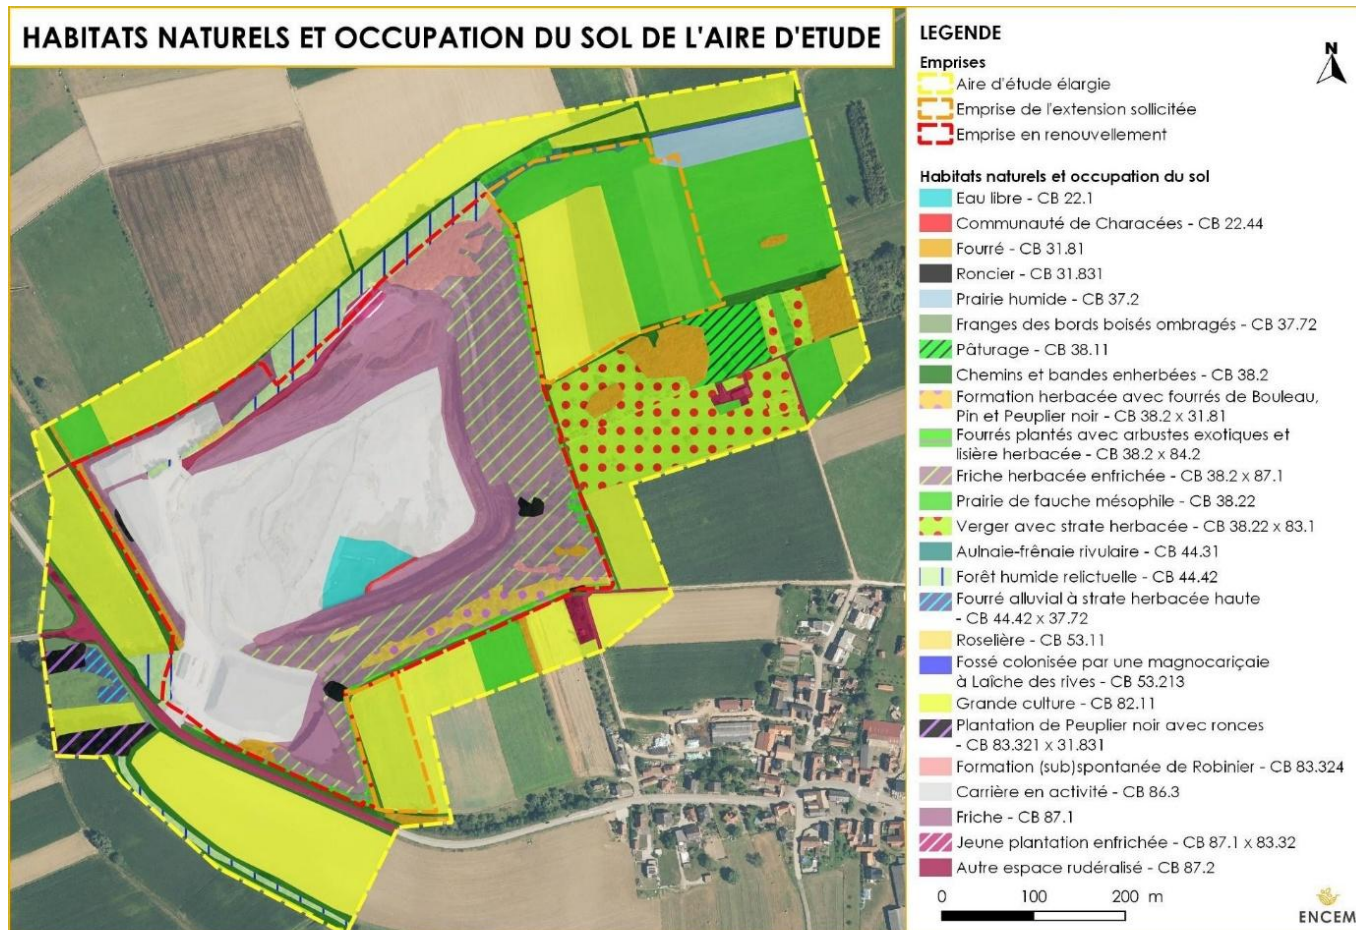 HABITATS NATURELS ET OCCUPATION DU SOL DE L'AIRE D'ETUDE
LEGENDE
N
Emprises
Aire d'étude élargie
Emprise de l'extension sollicitée
Emprise en renouvellement
Habitats naturels et occupation du sol
Eau libre - CB 22.1
Communauté de Characées - CB 22.44
Fourré - CB 31.81
Roncier - CB 31.831
Prairie humide - CB 37.2
Franges des bords boisés ombragés - CB 37.72
Pâturage - CB 38.11
Chemins et bandes enherbées - CB 38.2
Formation herbacée avec fourrés de Bouleau,
Pin et Peuplier noir - CB 38.2 x 31.81
Fourrés plantés avec arbustes exotiques et
lisière herbacée - CB 38.2 x 84.2
Friche herbacée enfrichée - CB 38.2 x 87.1
Prairie de fauche mésophile - CB 38.22
Verger avec strate herbacée - CB 38.22 x 83.1
Aulnaie-frênaie rivulaire - CB 44.31
Forêt humide relictuelle - CB 44.42
Fourré alluvial à strate herbacée haute
- CB 44.42 x 37.72
Roselière - CB 53.11
Fossé colonisée par une magnocariçaie
à Laîche des rives - CB 53.213
Grande culture - CB 82.11
Plantation de Peuplier noir avec ronces
- CB 83.321 x 31.831
Formation (sub)spontanée de Robinier - CB 83.324
Carrière en activité - CB 86.3
Friche - CB 87.1
Jeune plantation enfrichée - CB 87.1 x 83.32
Autre espace rudéralisé - CB 87.2
0 100 200 m
ENCEM